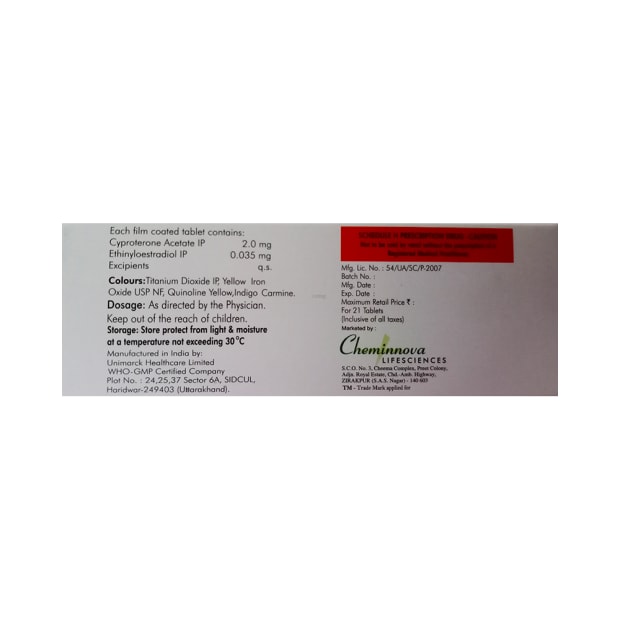 Each film coated tablet contains:
Cyproterone Acetate IP 2.0 mg
Ethinyloestradiol IP 0.035 mg
Excipients q.s.
Colours:Titanium Dioxide IP, Yellow Iron
Oxide USP NF, Quinoline Yellow,Indigo Carmine.
Dosage: As directed by the Physician.
Keep out of the reach of children.
Storage: Store protect from light & moisture
at a temperature not exceeding 30°C
Manufactured in India by:
Unimarck Healthcare Limited
WHO-GMP Certified Company
Plot No. : 24,25,37 Sector 6A, SIDCUL,
Haridwar-249403 (Uttarakhand).
Mfg. Lic. No. : 54/UA/SC/P-2007
Batch No. :
Mfg. Date :
Exp. Date :
Maximum Retail Price ₹ :
For 21 Tablets
(Inclusive of all taxes)
Marketed by :
Cheminnova
LIFESCIENCES
S.C.O. No. 3, Cheema Complex, Preet Colony,
Adjn. Royal Estate, Chd.-Amb. Highway,
ZIRAKPUR (S.A.S. Nagar) - 140 603
TM - Trade Mark applied for